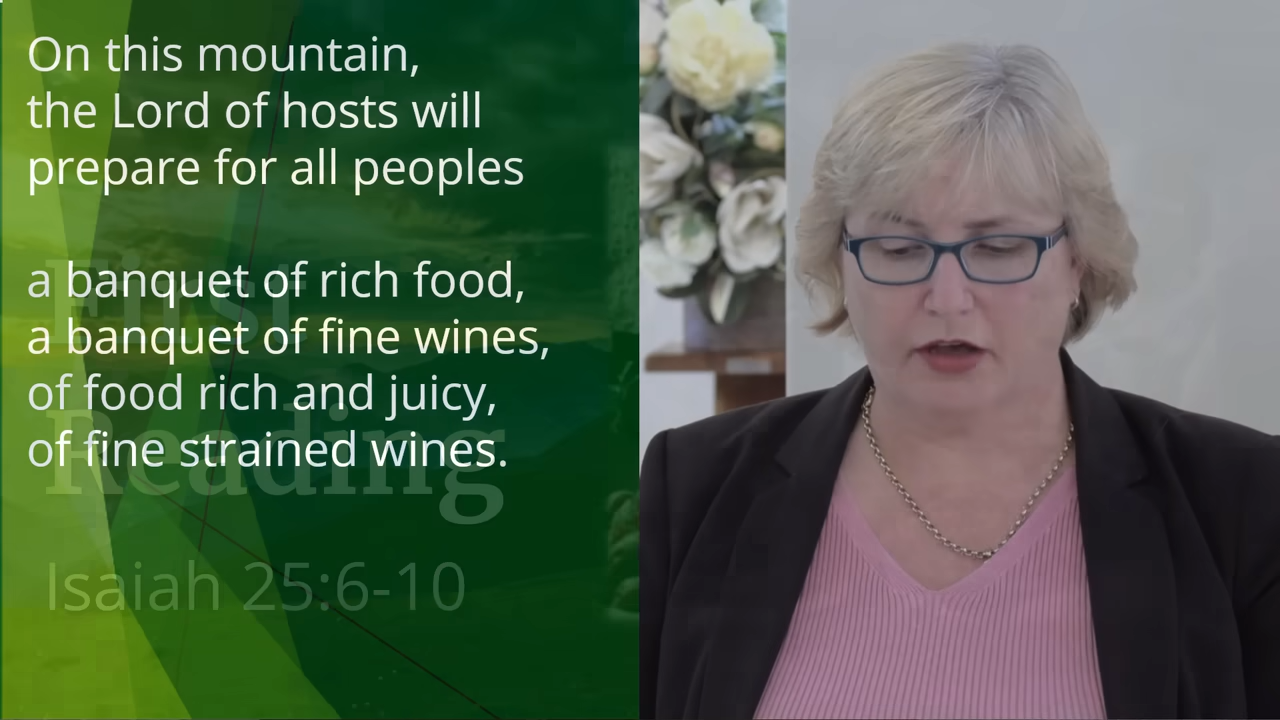 On this mountain,
the Lord of hosts will
prepare for all peoples
a banquet of rich food,
a banquet of fine wines,
of food rich and juicy,
of fine strained wines.
First
Reading
Isaiah 25:6-10